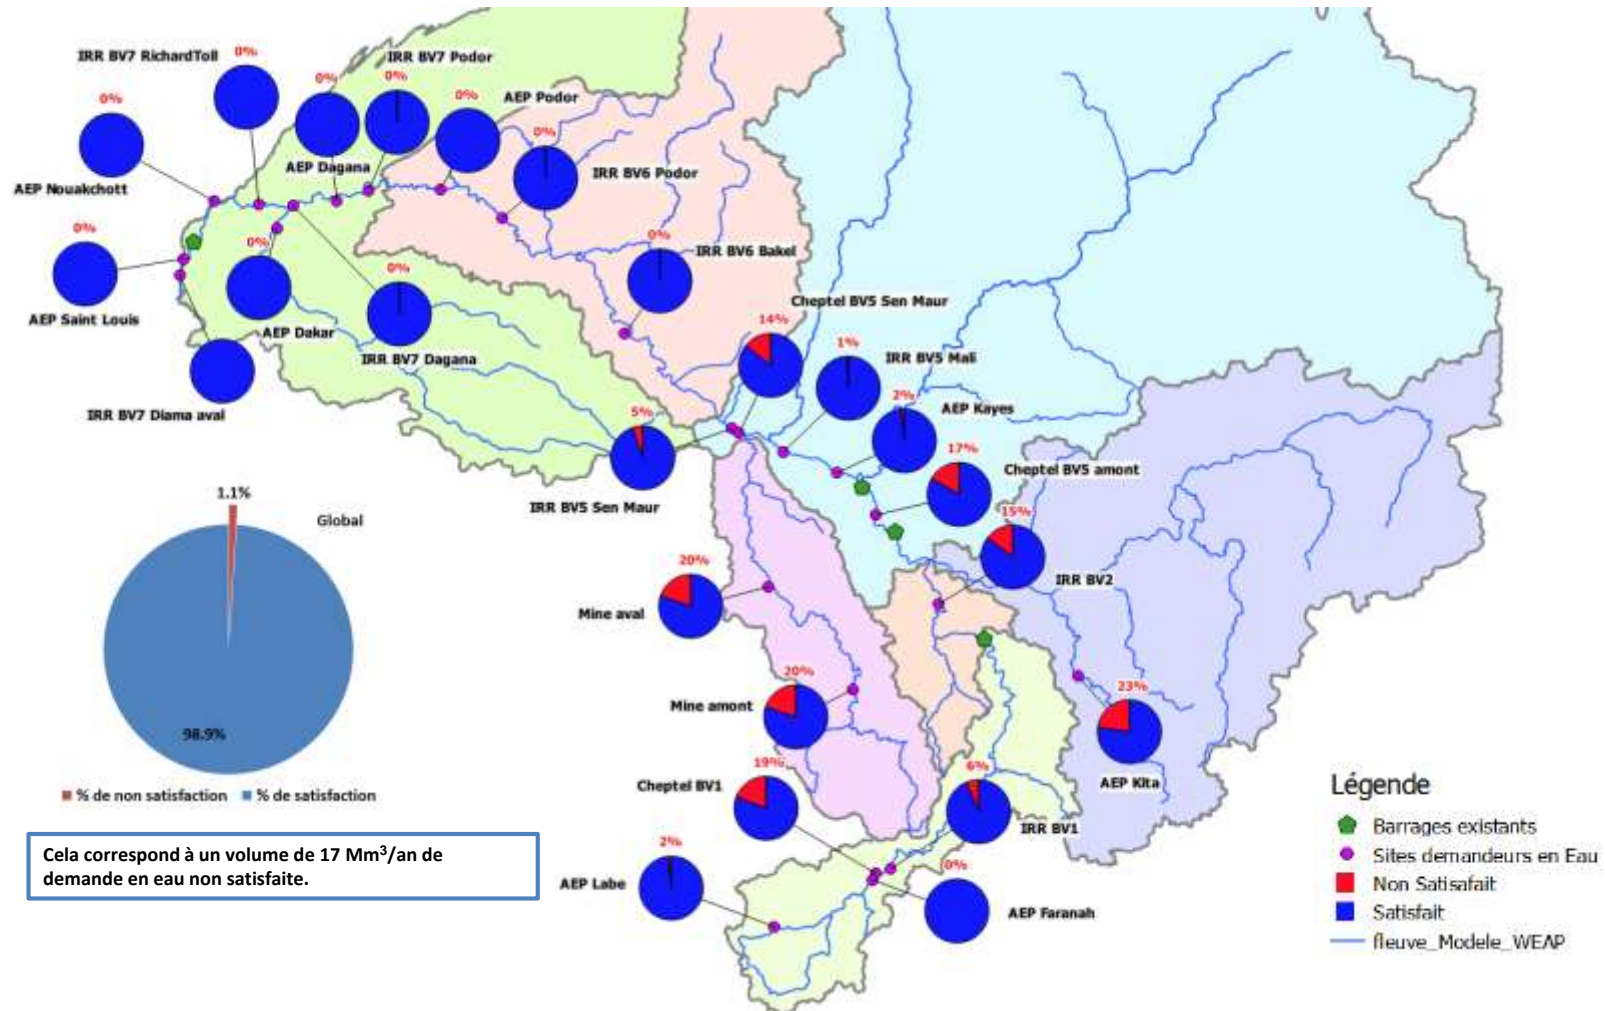 IRR BV7 RichardToll
0%
IRR BV7 Podor
0%
0%
0%
AEP Podor
0%
0%
AEP Dagana
IRR BV6 Podor
AEP Nouakchott
0%
0%
0%
IRR BV6 Bakel
0%
Cheptel BV5 Sen Maur
AEP Saint Louis
AEP Dakar
14%
IRR BV7 Dagana
1%
IRR BV5 Mali
IRR BV7 Diama aval
2%
AEP Kayes
5%
17%
Cheptel BV5 amont
IRR BV5 Sen Maur
15%
IRR BV2
1.1%
Global
98.9%
% de non satisfaction
% de satisfaction
20%
Mine aval
20%
Mine amont
23%
AEP Kita
19%
Cheptel BV1
6%
IRR BV1
2%
AEP Labe
0%
AEP Faranah
Cela correspond à un volume de 17 Mm³/an de
demande en eau non satisfaite.
Légende
Barrages existants
Sites demandeurs en Eau
Non Satisafait
Satisfait
fleuve_Modele_WEAP